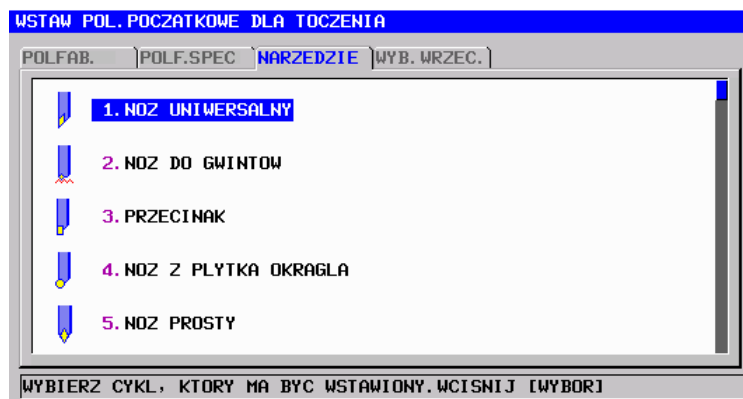 WSTAW POL.POCZATKOWE DLA TOCZENIA
POLFAB. POLF.SPEC NARZEDZIE WYB.WRZEC.
1.NOZ UNIWERSALNY
2.NOZ DO GWINTOW
3.PRZECINAK
4.NOZ Z PLYTKA OKRAGLA
5.NOZ PROSTY
WYBIERZ CYKL, KTORY MA BYC WSTAWIONY.WCISNIJ [WYBOR]